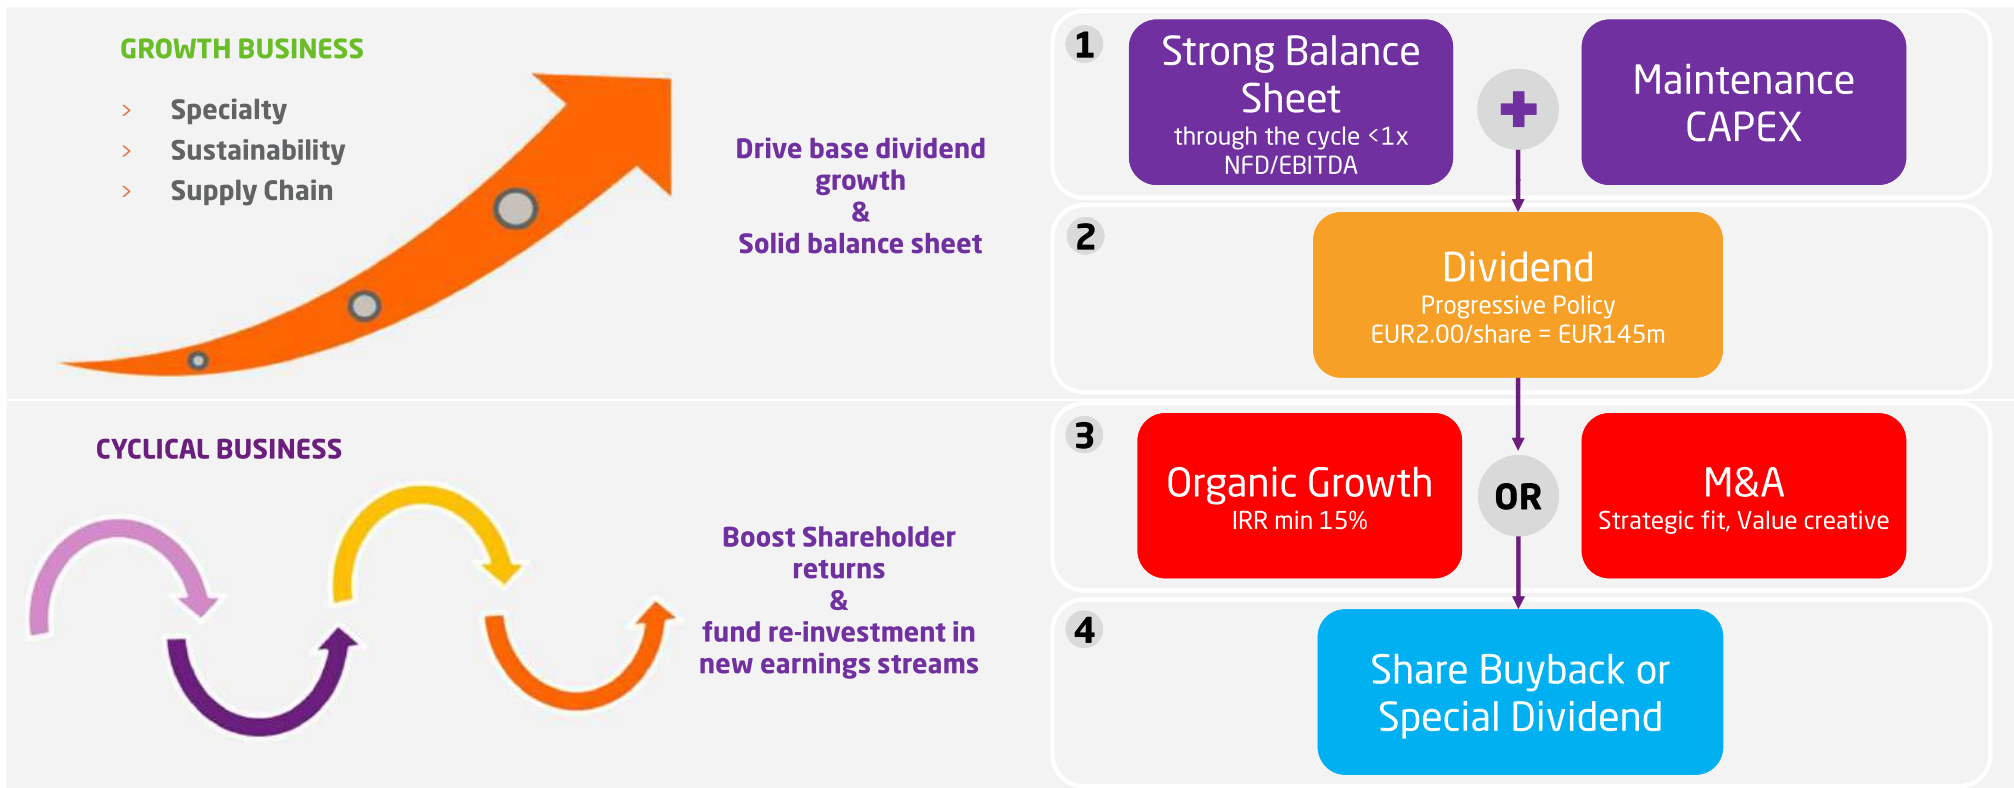 GROWTH BUSINESS
> Specialty
> Sustainability
> Supply Chain
Drive base dividend
growth
&
Solid balance sheet
CYCLICAL BUSINESS
Boost Shareholder
returns
&
fund re-investment in
new earnings streams
1
Strong Balance
Sheet
through the cycle <1x
NFD/EBITDA
Maintenance
CAPEX
2
Dividend
Progressive Policy
EUR2.00/share = EUR145m
3
Organic Growth
IRR min 15%
OR
M&A
Strategic fit, Value creative
4
Share Buyback or
Special Dividend